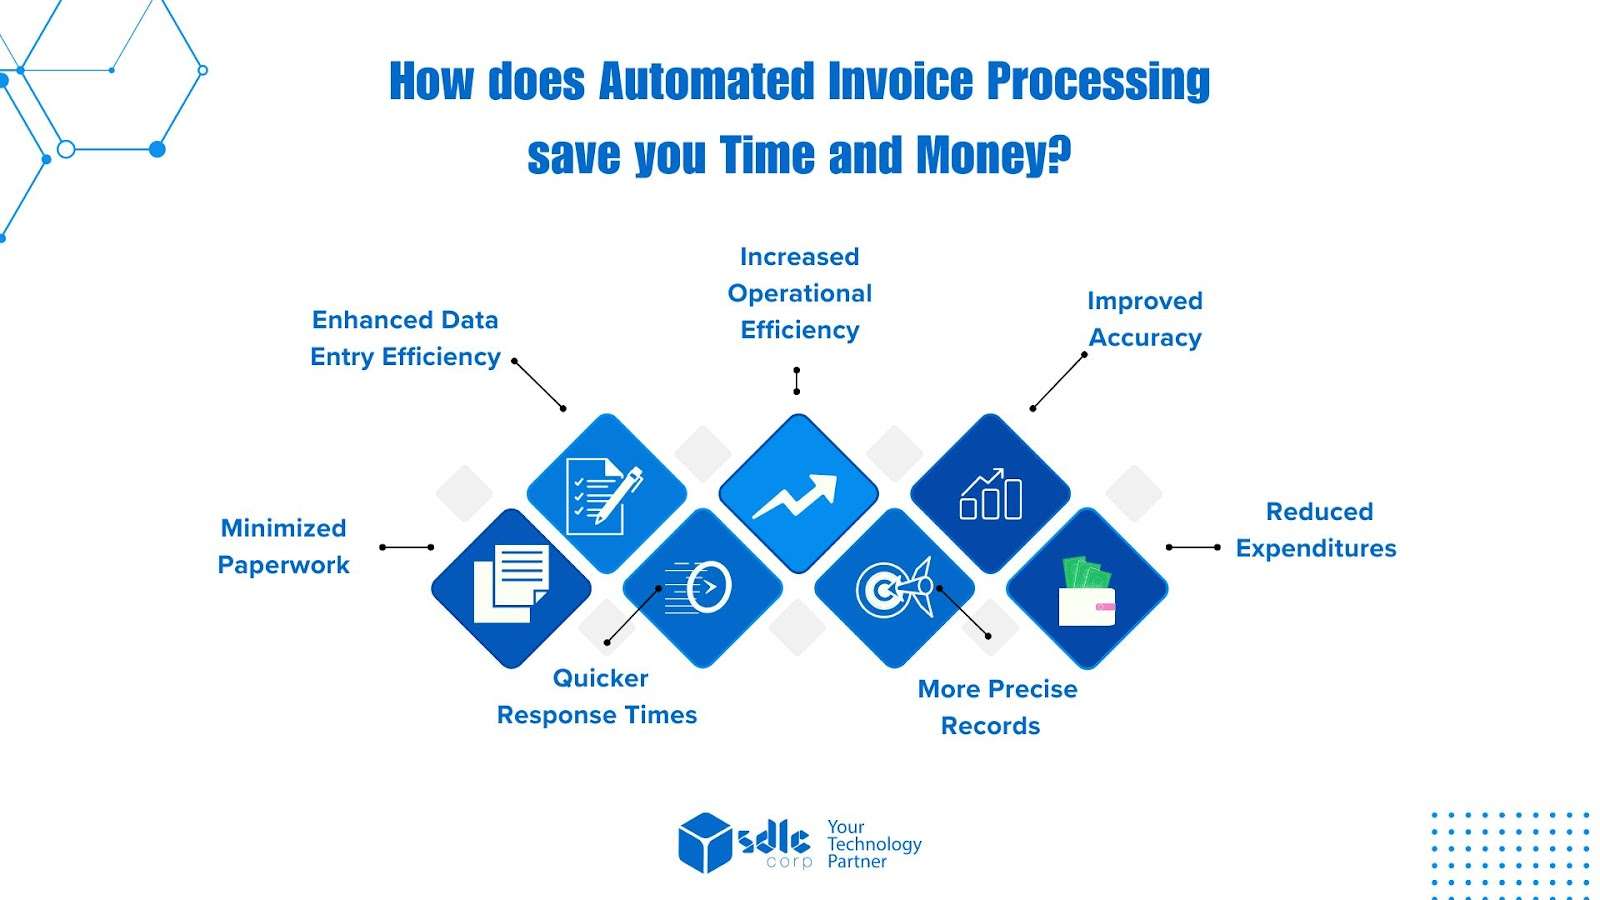 How does Automated Invoice Processing
save you Time and Money?
Increased
Operational
Efficiency
Enhanced Data
Entry Efficiency
Improved
Accuracy
Minimized
Paperwork
Reduced
Expenditures
Quicker
Response Times
More Precise
Records
sdlc
corp
Your
Technology
Partner